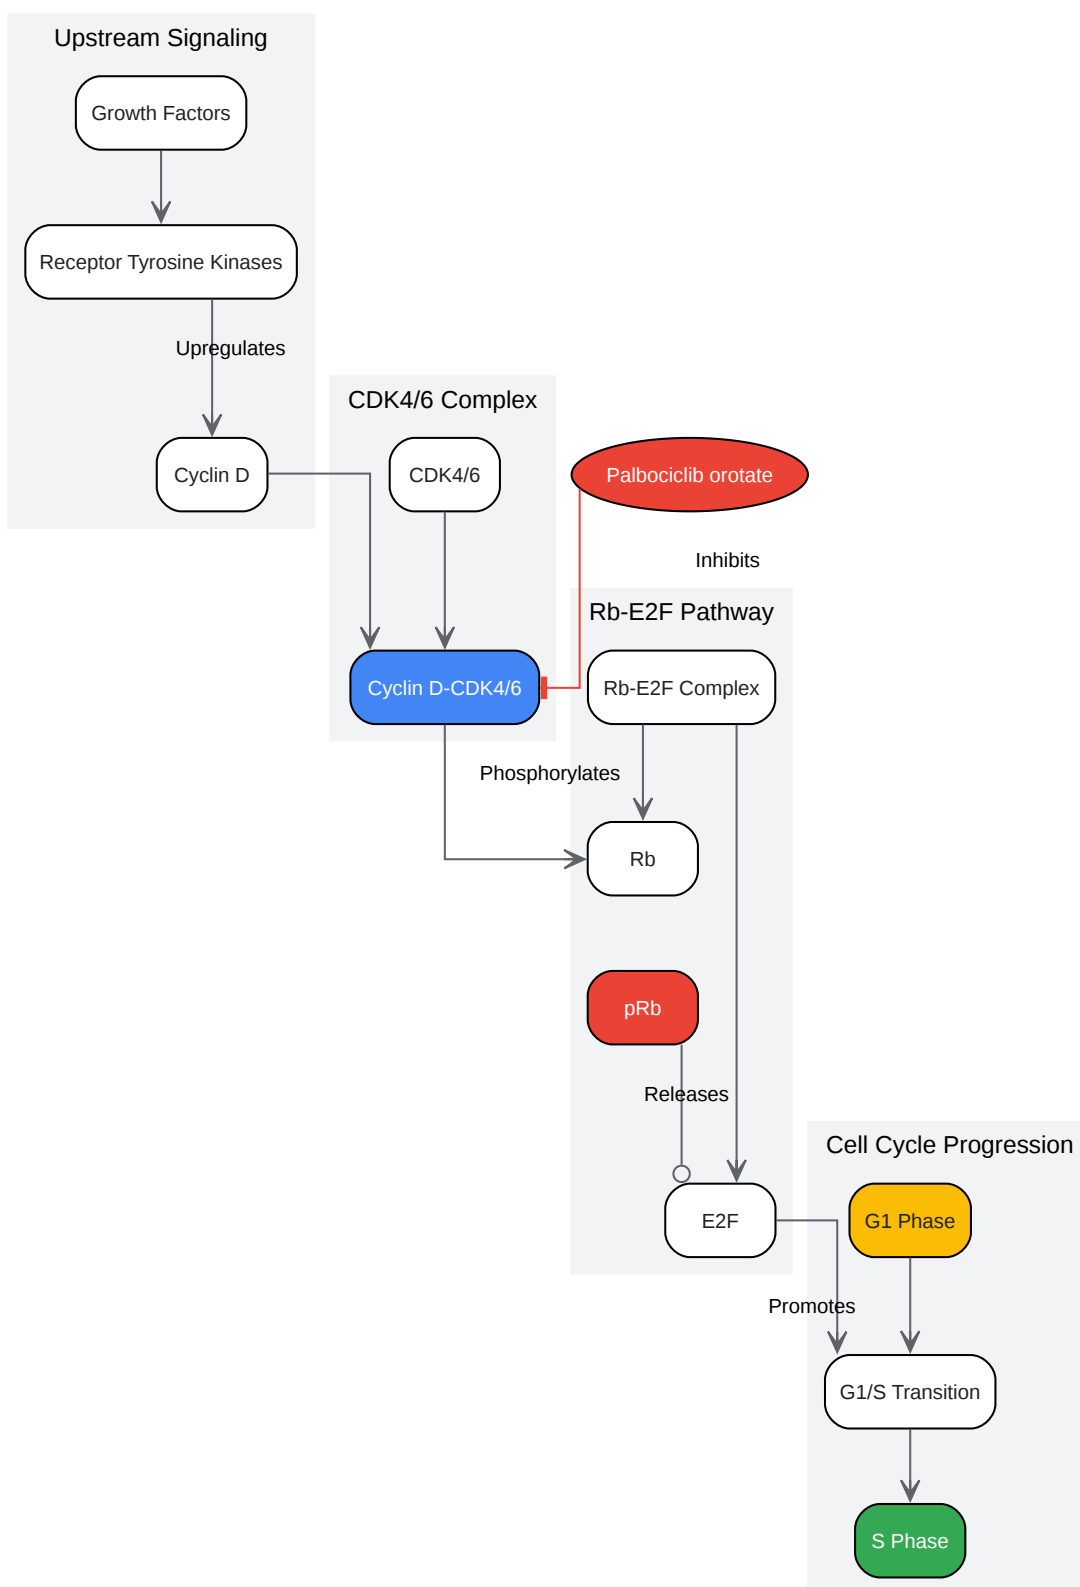 Upstream Signaling
Growth Factors
Receptor Tyrosine Kinases
Upregulates
Cyclin D
CDK4/6 Complex
CDK4/6
Palbociclib orotate
Inhibits
Cyclin D-CDK4/6
Rb-E2F Pathway
Rb-E2F Complex
Phosphorylates
Rb
pRb
Releases
E2F
Cell Cycle Progression
G1 Phase
Promotes
G1/S Transition
S Phase